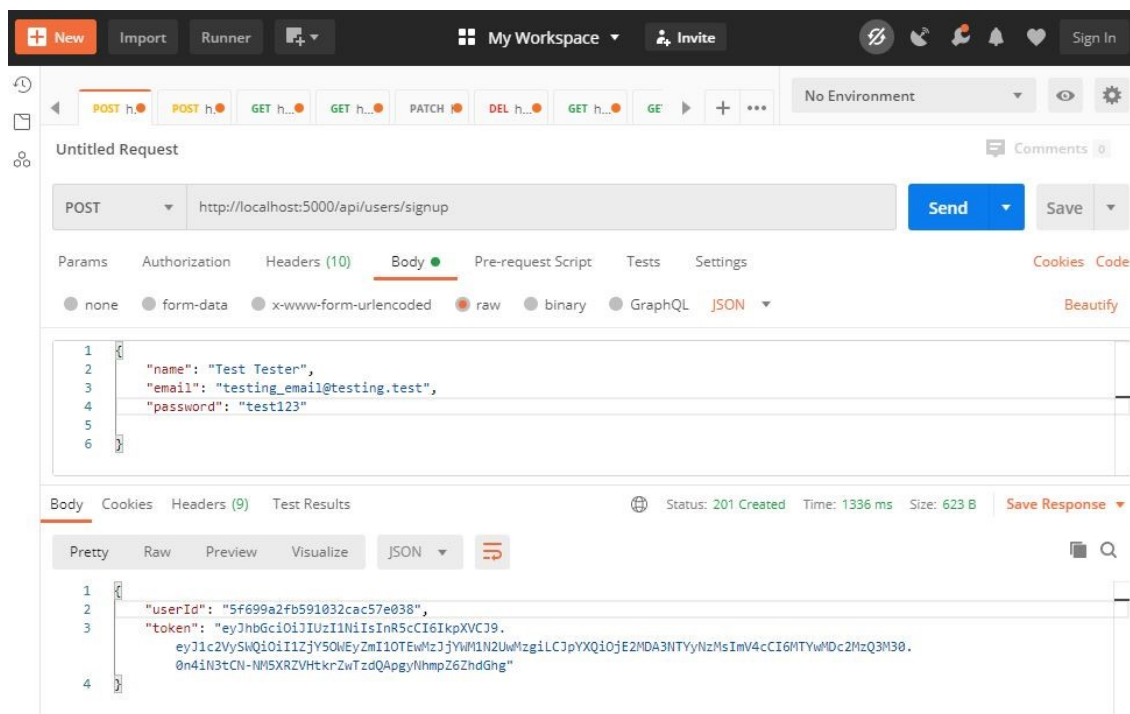 New Import Runner My Workspace Invite Sign In
POST h. POST h. GET h... GET h... PATCH DEL h... GET h... GE No Environment
Untitled Request Comments 0
POST http://localhost:5000/api/users/signup Send Save
Params Authorization Headers (10) Body Pre-request Script Tests Settings Cookies Code
none form-data x-www-form-urlencoded raw binary GraphQL JSON Beautify
1 {
2 "name": "Test Tester",
3 "email": "testing_email@testing.test",
4 "password": "test123"
5
6 }
Body Cookies Headers (9) Test Results Status: 201 Created Time: 1336 ms Size: 623 B Save Response
Pretty Raw Preview Visualize JSON
1 {
2 "userId": "5f699a2fb591032cac57e038",
3 "token": "eyJhbGciOiJIUzI1NiIsInR5cCI6IkpXVCJ9.
eyJ1c2VySWQiOiI1ZjY5OWEyZmI1OTEwMzJjYWM1N2UwMzgiLCJpYXQiOjE2MDA3NTYyNzMsImV4cCI6MTYwMDc2MzQ3M30.
0n4iN3tCN-NM5XRZVHtkrZwTzdQApgyNhmpZ6ZhdGhg"
4 }